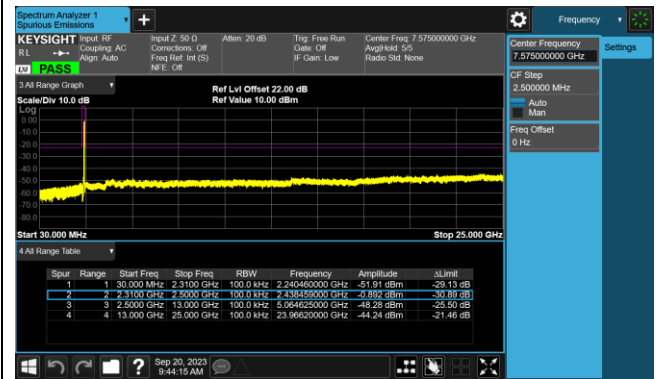 Spectrum Analyzer 1
Spurious Emissions
Frequency
KEYSIGHT
RL
LXI
PASS
Input: RF
Coupling: AC
Align: Auto
Input Z: 50 Ω
Corrections: Off
Freq Ref: Int (S)
NFE: Off
Atten: 20 dB
Trig: Free Run
Gate: Off
IF Gain: Low
Center Freq: 7.575000000 GHz
Avg|Hold: 5/5
Radio Std: None
3 All Range Graph
Scale/Div 10.0 dB
Ref Lvl Offset 22.00 dB
Ref Value 10.00 dBm
Log
0.00
-10.0
-20.0
-30.0
-40.0
-50.0
-60.0
-70.0
-80.0
Start 30.000 MHz
Stop 25.000 GHz
4 All Range Table
Spur Range Start Freq Stop Freq RBW Frequency Amplitude ΔLimit
1 1 30.000 MHz 2.3100 GHz 100.0 kHz 2.240460000 GHz -51.91 dBm -29.13 dB
2 2 2.3100 GHz 2.5000 GHz 100.0 kHz 2.438459000 GHz -0.892 dBm -30.89 dB
3 3 2.5000 GHz 13.000 GHz 100.0 kHz 5.064625000 GHz -48.28 dBm -25.50 dB
4 4 13.000 GHz 25.000 GHz 100.0 kHz 23.96620000 GHz -44.24 dBm -21.46 dB
Sep 20, 2023
9:44:15 AM
Center Frequency
7.575000000 GHz
Settings
CF Step
2.500000 MHz
Auto
Man
Freq Offset
0 Hz